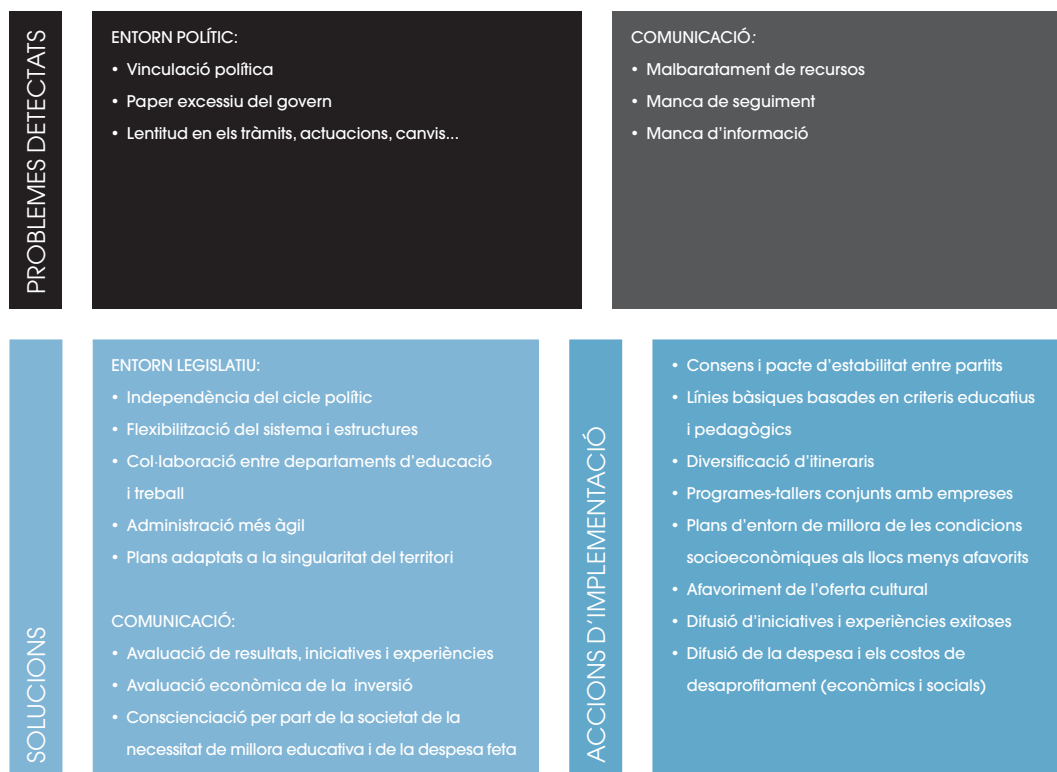 PROBLEMES DETECTATS
ENTORN POLÍTIC:
• Vinculació política
• Paper excessiu del govern
• Lentitud en els tràmits, actuacions, canvis...
COMUNICACIÓ:
• Malbaratament de recursos
• Manca de seguiment
• Manca d'informació
SOLUCIONS
ENTORN LEGISLATIU:
• Independència del cicle polític
• Flexibilització del sistema i estructures
• Col·laboració entre departaments d'educació
i treball
• Administració més àgil
• Plans adaptats a la singularitat del territori
COMUNICACIÓ:
• Avaluació de resultats, iniciatives i experiències
• Avaluació econòmica de la inversió
• Conscienciació per part de la societat de la
necessitat de millora educativa i de la despesa feta
ACCIONS D'IMPLEMENTACIÓ
• Consens i pacte d'estabilitat entre partits
• Línies bàsiques basades en criteris educatius
i pedagògics
• Diversificació d'itineraris
• Programes-tallers conjunts amb empreses
• Plans d'entorn de millora de les condicions
socioeconòmiques als llocs menys afavorits
• Afavoriment de l'oferta cultural
• Difusió d'iniciatives i experiències exitoses
• Difusió de la despesa i els costos de
desaprofitament (econòmics i socials)